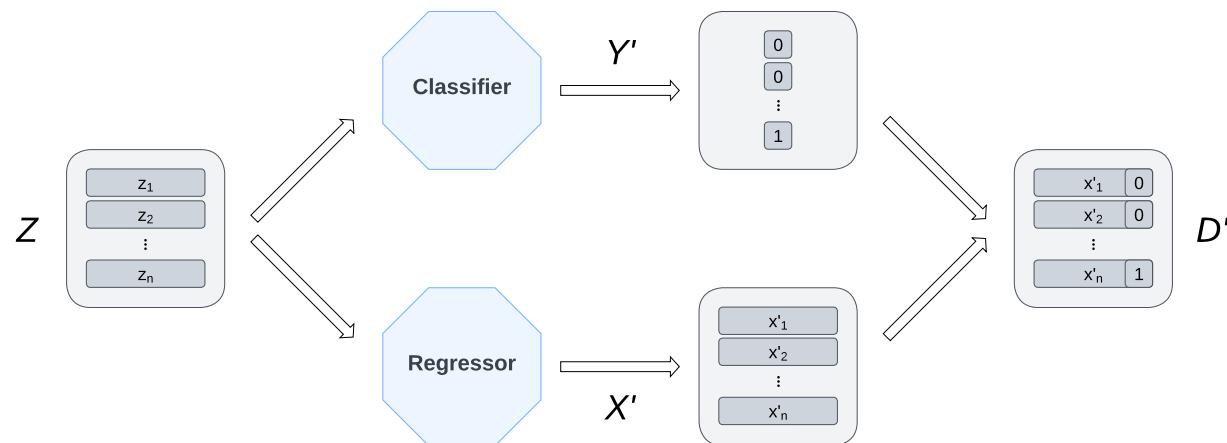 Z
z1
z2
⋮
zn
Classifier
Regressor
Y'
X'
0
0
⋮
1
x'1
x'2
⋮
x'n
x'1 0
x'2 0
⋮
x'n 1
D'